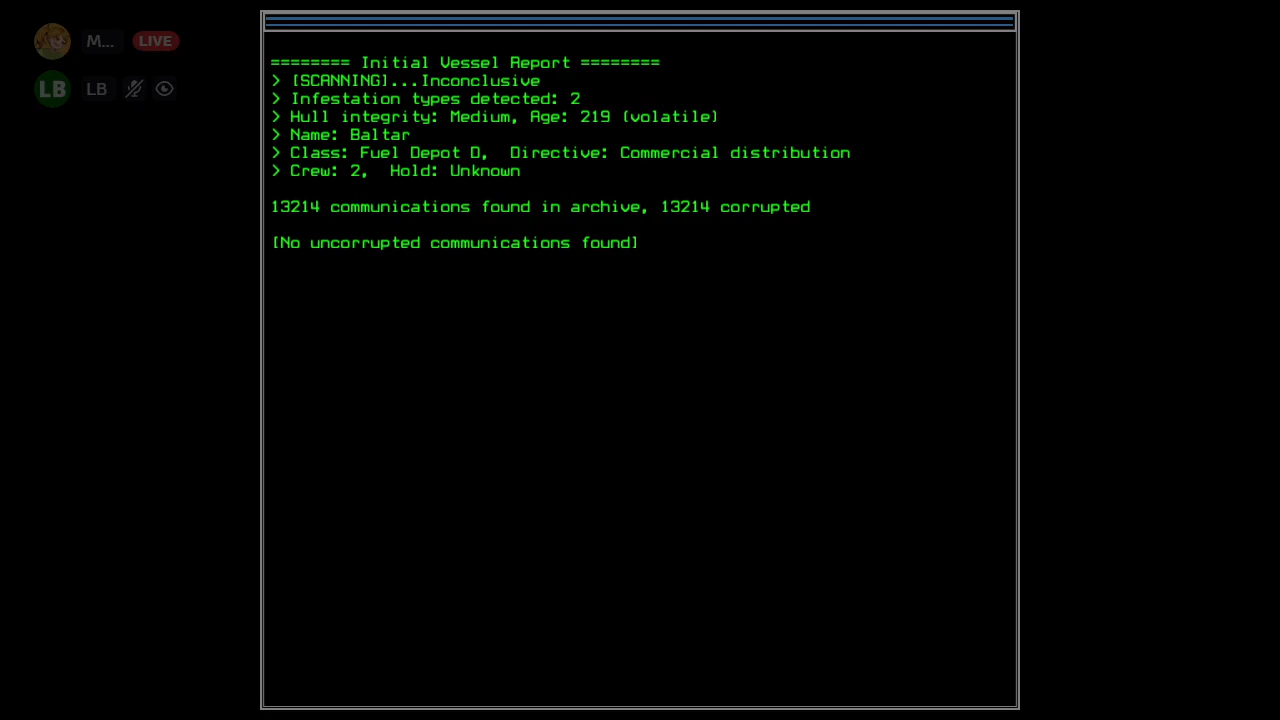 M...
LIVE
LB
LB
======== Initial Vessel Report ========
> [SCANNING]...Inconclusive
> Infestation types detected: 2
> Hull integrity: Medium, Age: 219 (volatile)
> Name: Baltar
> Class: Fuel Depot D,  Directive: Commercial distribution
> Crew: 2,  Hold: Unknown
13214 communications found in archive, 13214 corrupted
[No uncorrupted communications found]